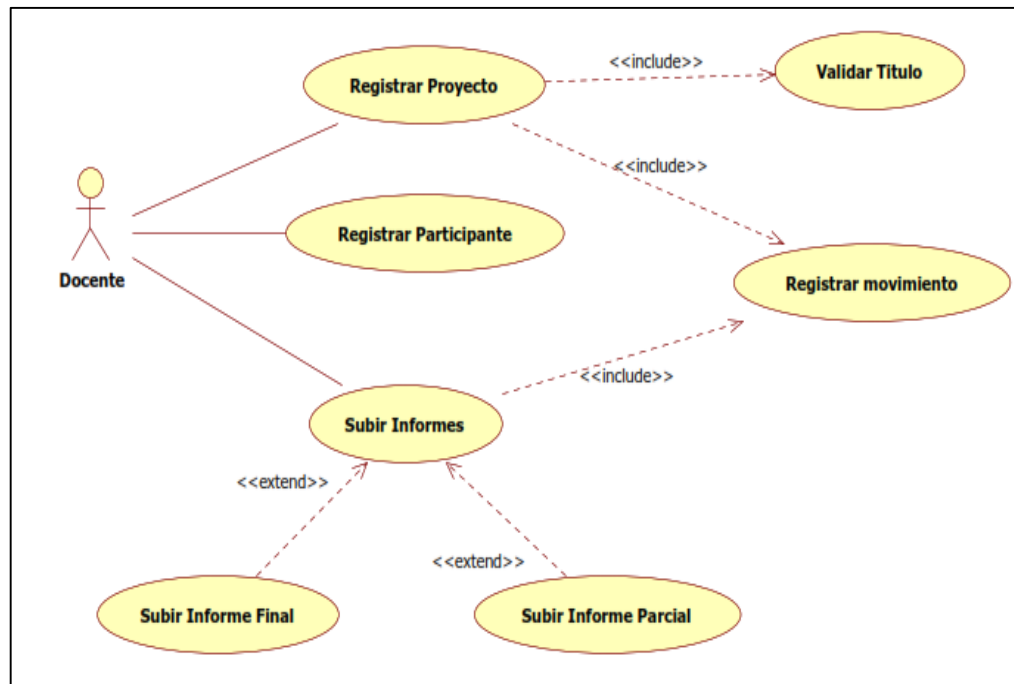 <<include>>
Validar Titulo
Registrar Proyecto
<<include>>
Registrar Participante
Docente
Registrar movimiento
<<include>>
Subir Informes
<<extend>>
<<extend>>
Subir Informe Final
Subir Informe Parcial